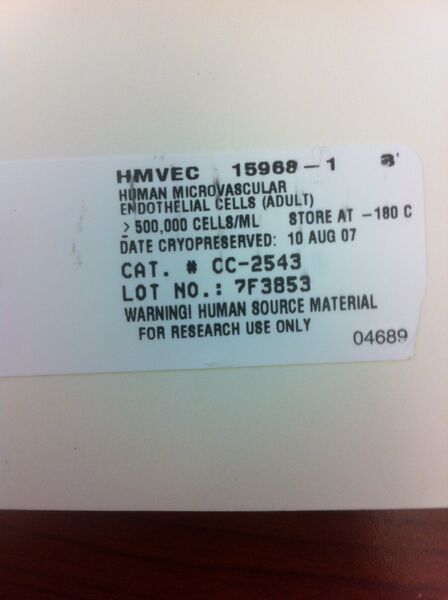 HMVEC 15968-1 3
HUMAN MICROVASCULAR
ENDOTHELIAL CELLS (ADULT)
≥ 500,000 CELLS/ML STORE AT -180 C
DATE CRYOPRESERVED: 10 AUG 07
CAT. # CC-2543
LOT NO.: 7F3853
WARNING! HUMAN SOURCE MATERIAL
FOR RESEARCH USE ONLY
04689